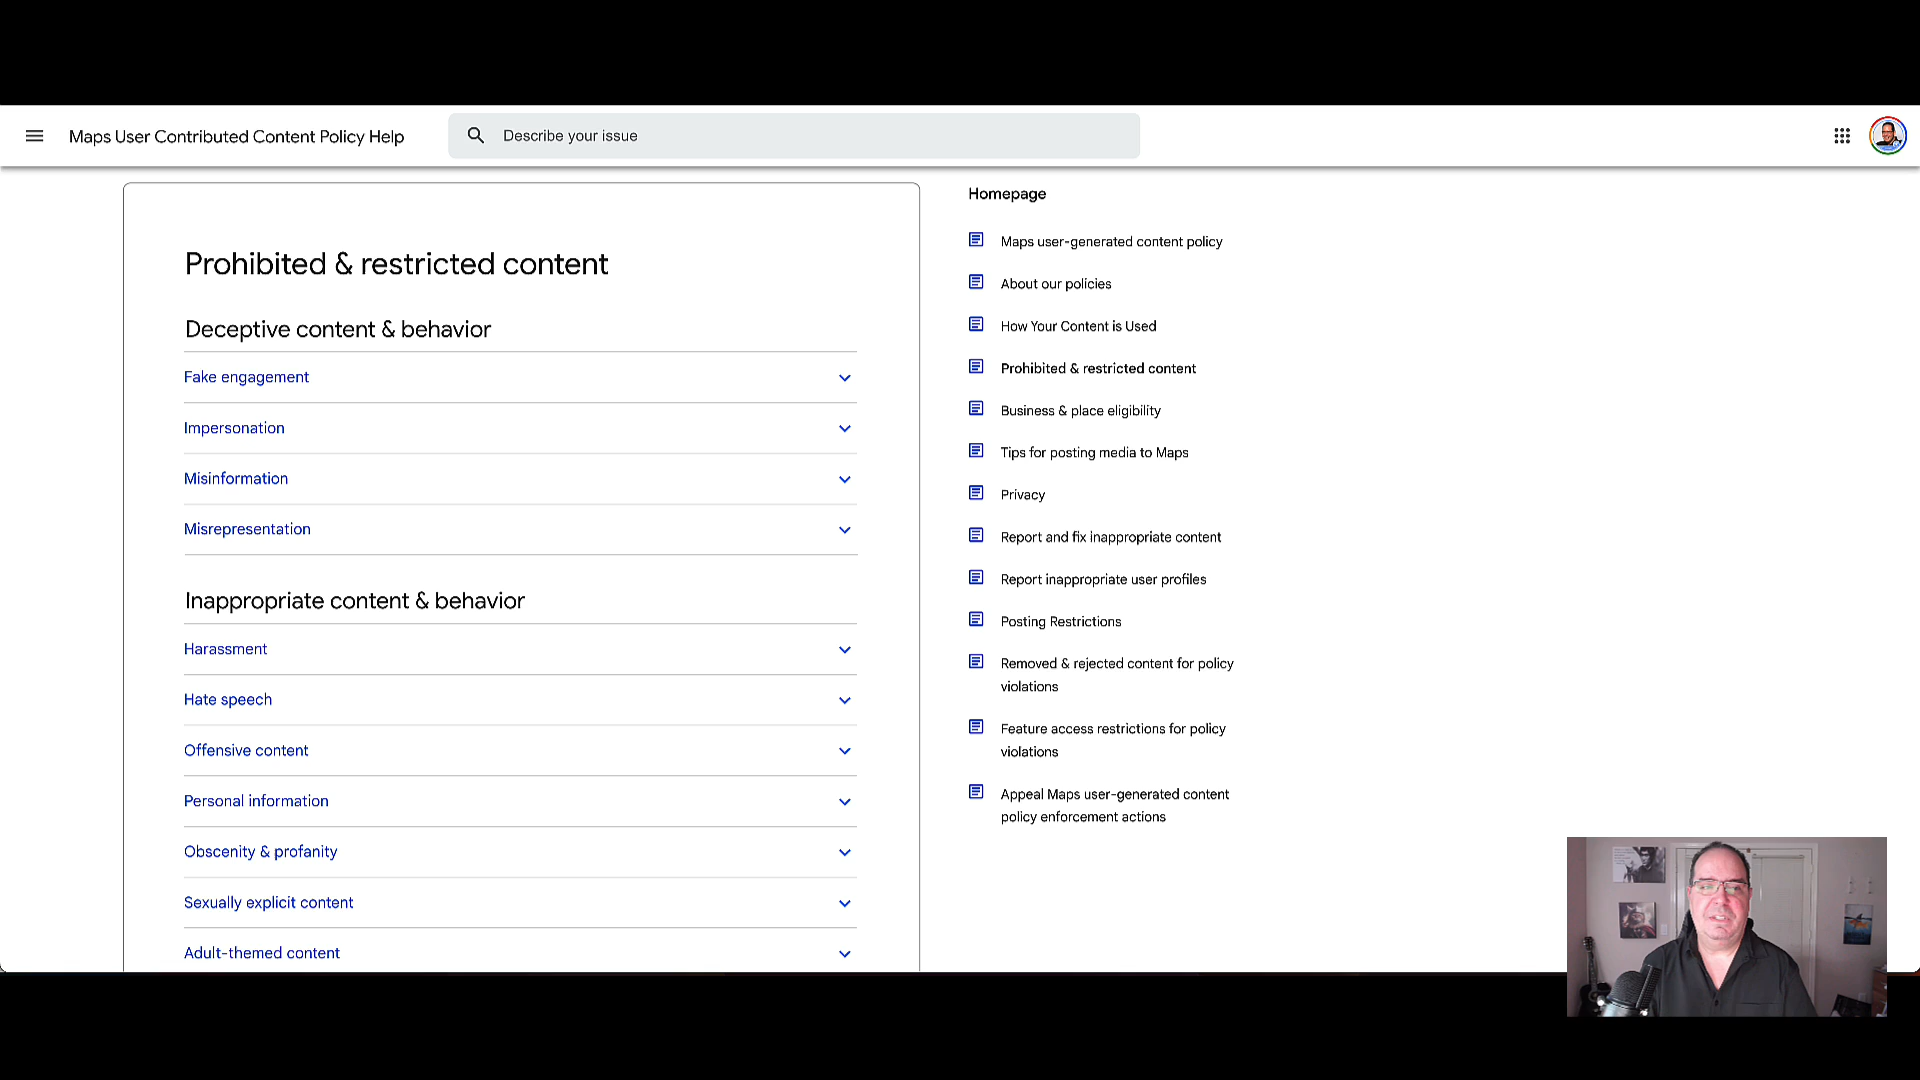 Maps User Contributed Content Policy Help
Describe your issue
Prohibited & restricted content
Deceptive content & behavior
Fake engagement
Impersonation
Misinformation
Misrepresentation
Inappropriate content & behavior
Harassment
Hate speech
Offensive content
Personal information
Obscenity & profanity
Sexually explicit content
Adult-themed content
Homepage
Maps user-generated content policy
About our policies
How Your Content is Used
Prohibited & restricted content
Business & place eligibility
Tips for posting media to Maps
Privacy
Report and fix inappropriate content
Report inappropriate user profiles
Posting Restrictions
Removed & rejected content for policy
violations
Feature access restrictions for policy
violations
Appeal Maps user-generated content
policy enforcement actions